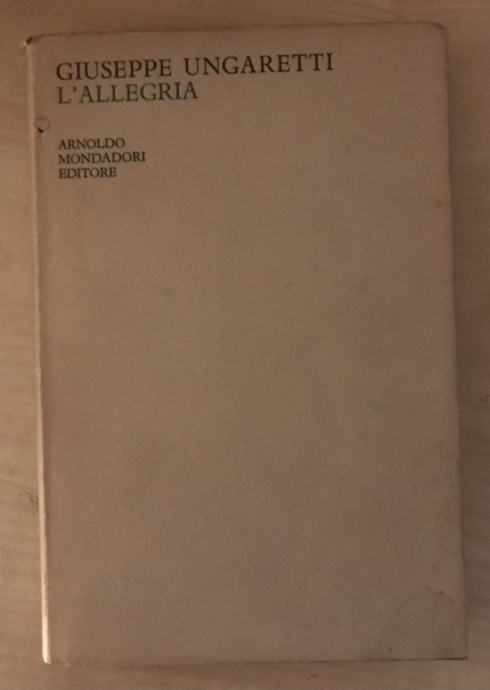 GIUSEPPE UNGARETTI
L'ALLEGRIA
ARNOLDO
MONDADORI
EDITORE